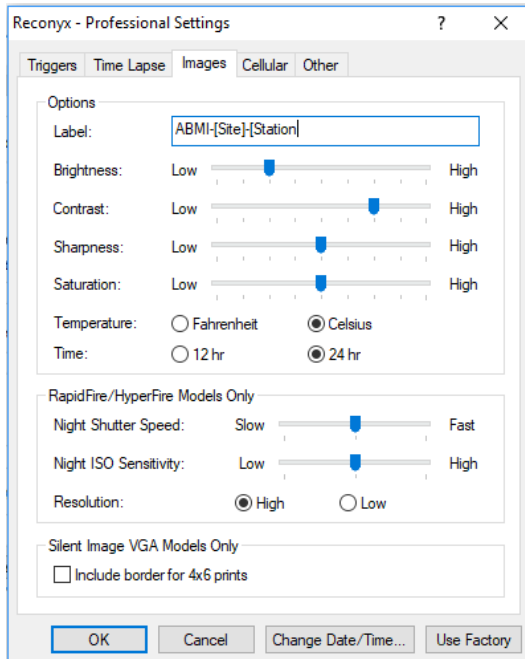 Reconyx - Professional Settings ? ×
Triggers Time Lapse Images Cellular Other
Options
Label: ABMI-[Site]-[Station
Brightness: Low High
Contrast: Low High
Sharpness: Low High
Saturation: Low High
Temperature: Fahrenheit Celsius
Time: 12 hr 24 hr
RapidFire/HyperFire Models Only
Night Shutter Speed: Slow Fast
Night ISO Sensitivity: Low High
Resolution: High Low
Silent Image VGA Models Only
Include border for 4x6 prints
OK Cancel Change Date/Time... Use Factory